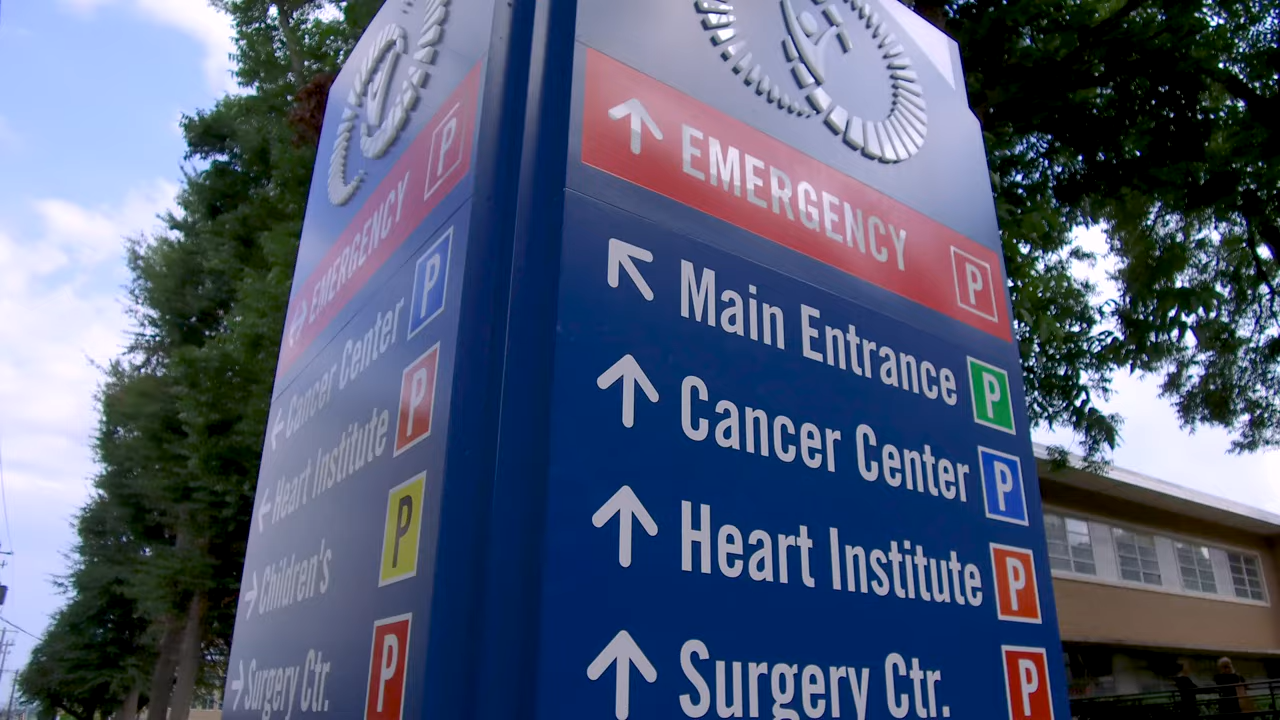 EMERGENCY P
Cancer Center P
Heart Institute P
Children's P
Surgery Ctr. P
EMERGENCY P
Main Entrance P
Cancer Center P
Heart Institute P
Surgery Ctr. P